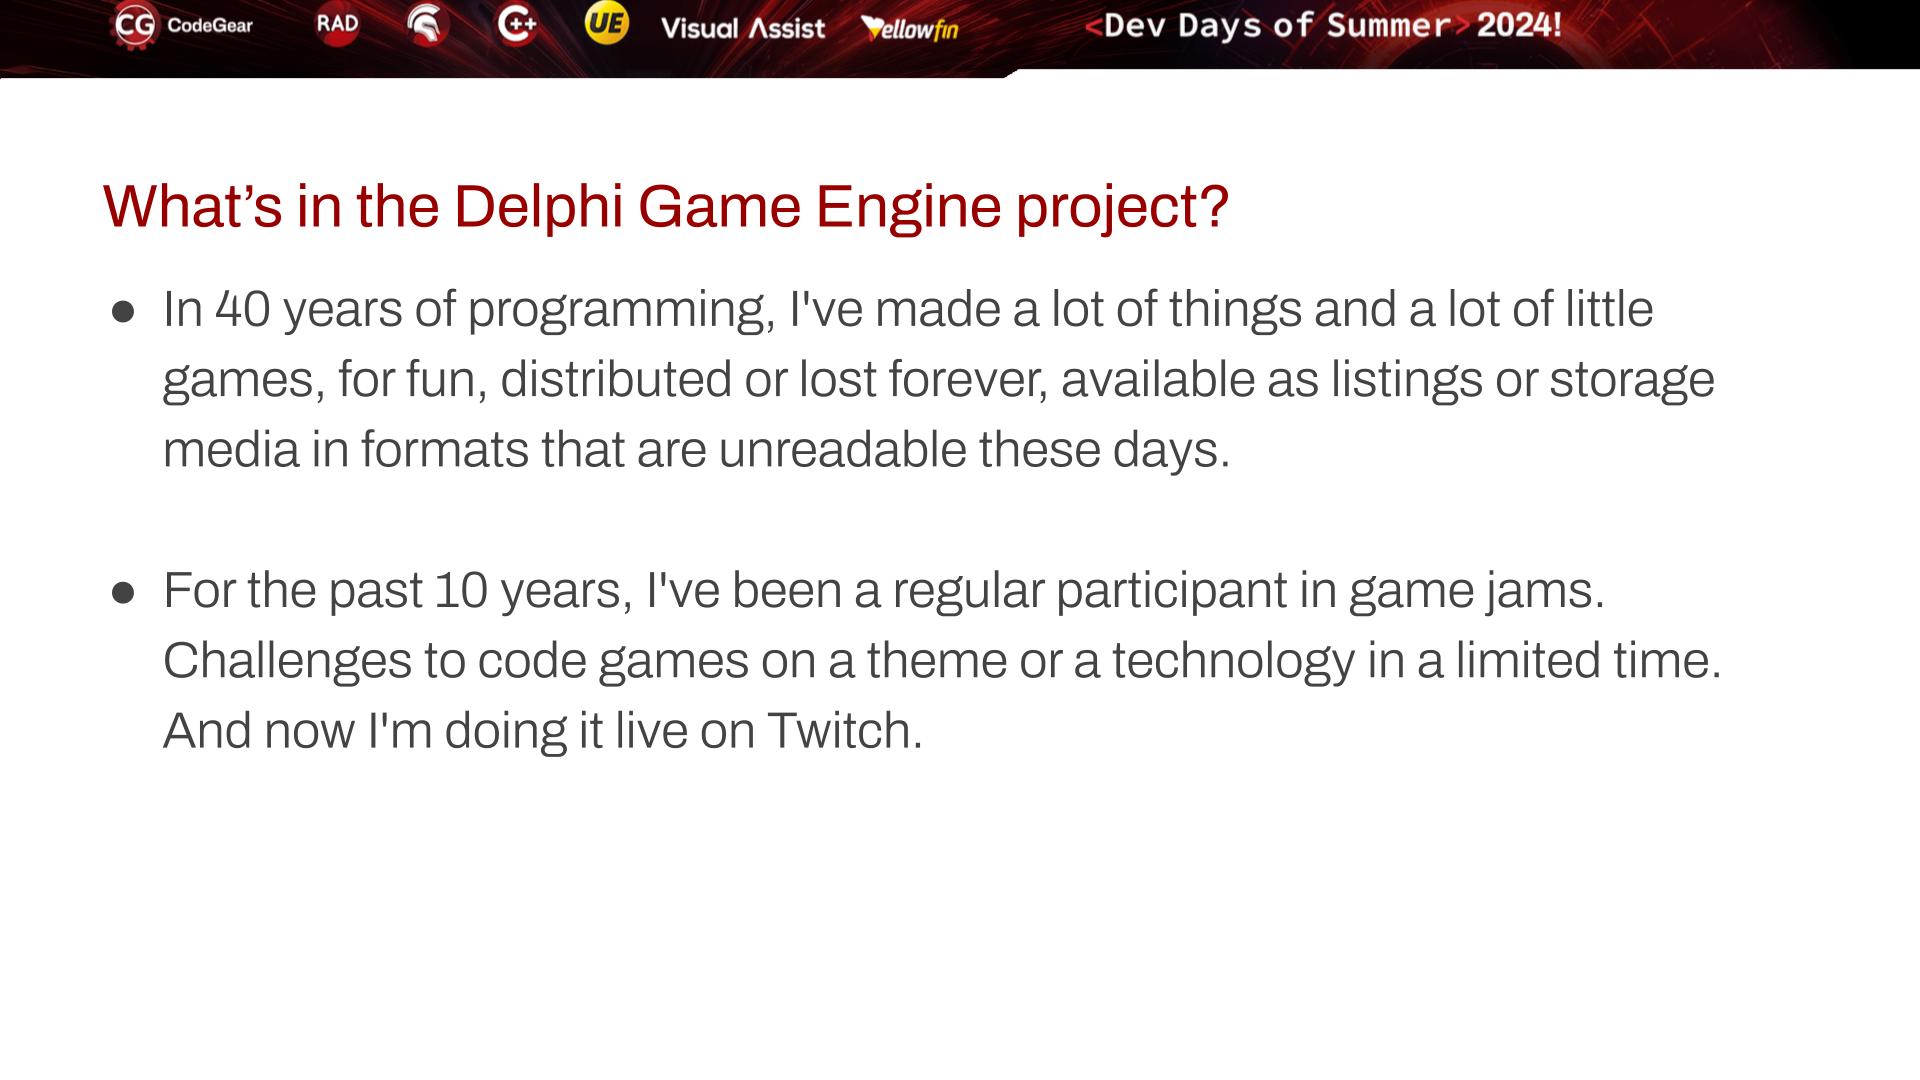 CG CodeGear RAD C++ UE Visual Assist Yellowfin <Dev Days of Summer> 2024!
What’s in the Delphi Game Engine project?
● In 40 years of programming, I've made a lot of things and a lot of little
games, for fun, distributed or lost forever, available as listings or storage
media in formats that are unreadable these days.
● For the past 10 years, I've been a regular participant in game jams.
Challenges to code games on a theme or a technology in a limited time.
And now I'm doing it live on Twitch.